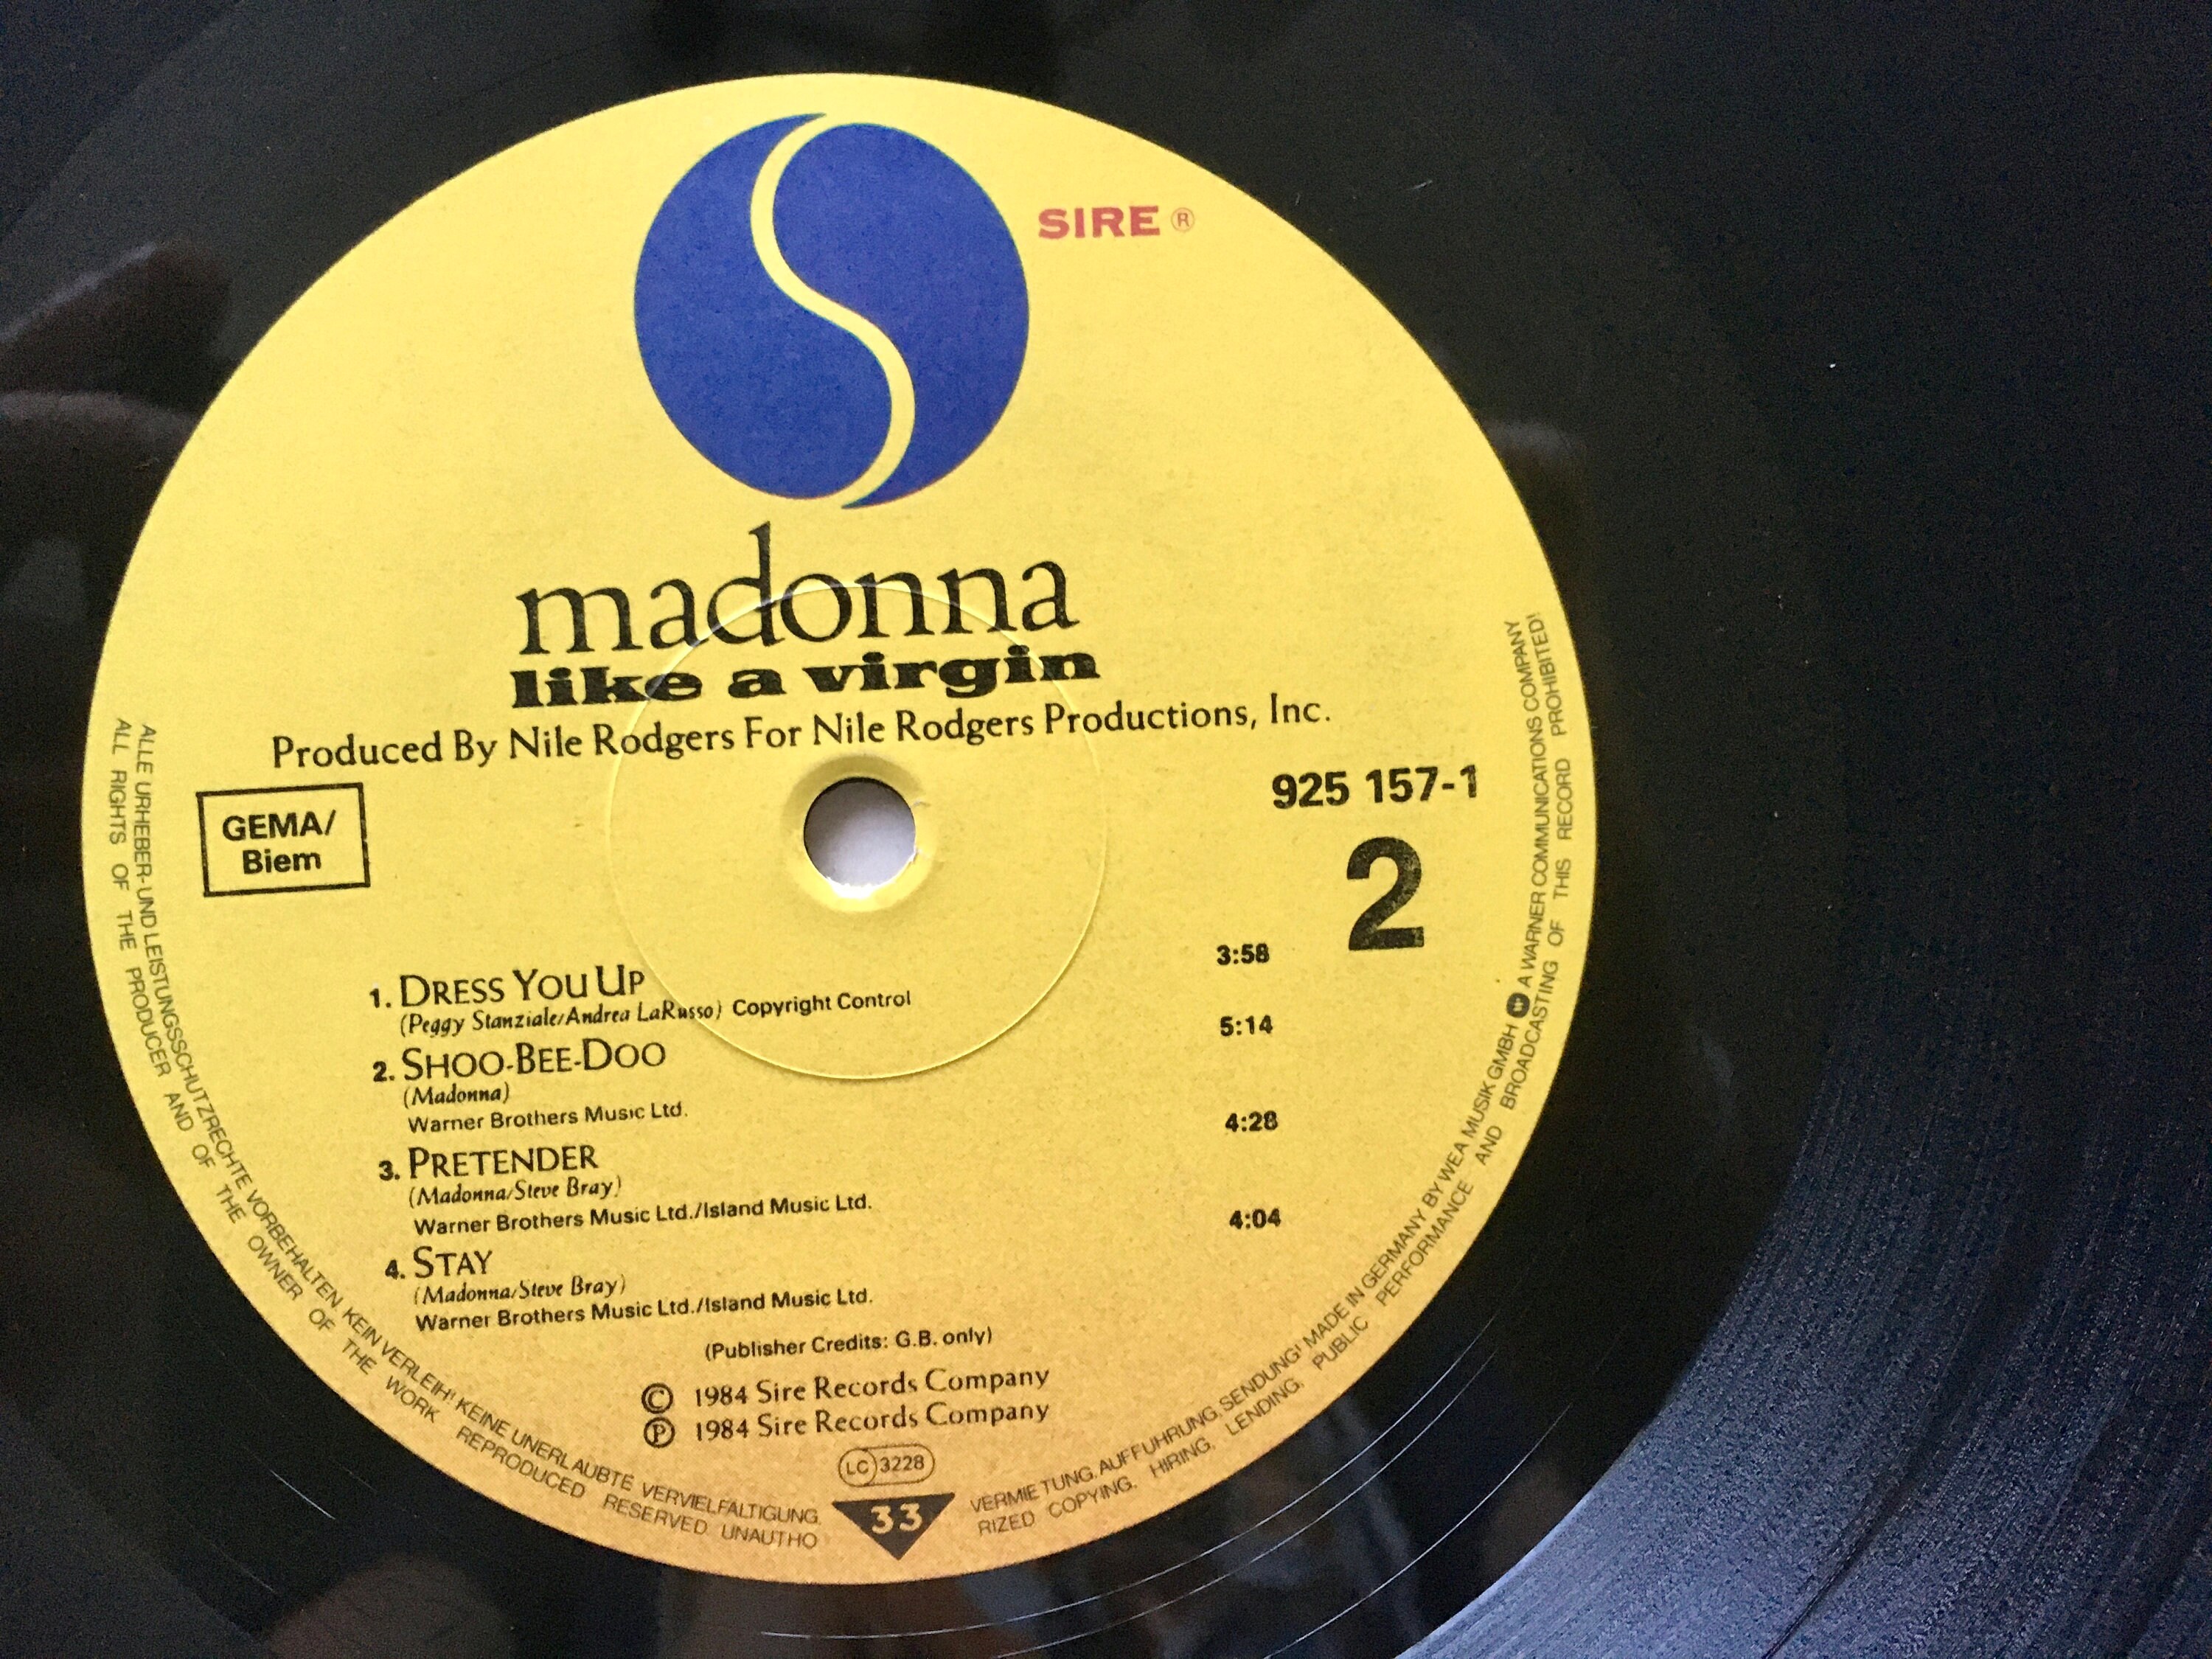 SIRE ®
madonna
like a virgin
Produced By Nile Rodgers For Nile Rodgers Productions, Inc.
GEMA/
Biem
925 157-1
2
1. DRESS YOU UP 3:58
(Peggy Stanziale/Andrea LaRusso) Copyright Control
2. SHOO-BEE-DOO 5:14
(Madonna)
Warner Brothers Music Ltd.
3. PRETENDER 4:28
(Madonna/Steve Bray)
Warner Brothers Music Ltd./Island Music Ltd.
4. STAY 4:04
(Madonna/Steve Bray)
Warner Brothers Music Ltd./Island Music Ltd.
(Publisher Credits: G.B. only)
© 1984 Sire Records Company
℗ 1984 Sire Records Company
LC 3228
33
ALLE URHEBER- UND LEISTUNGSSCHUTZRECHTE VORBEHALTEN. KEIN VERLEIH! KEINE UNERLAUBTE VERVIELFÄLTIGUNG, VERMIETUNG, AUFFÜHRUNG, SENDUNG! MADE IN GERMANY BY WEA MUSIK GMBH A WARNER COMMUNICATIONS COMPANY
ALL RIGHTS OF THE PRODUCER AND OF THE OWNER OF THE WORK REPRODUCED RESERVED. UNAUTHORIZED COPYING, HIRING, LENDING, PUBLIC PERFORMANCE AND BROADCASTING OF THIS RECORD PROHIBITED!